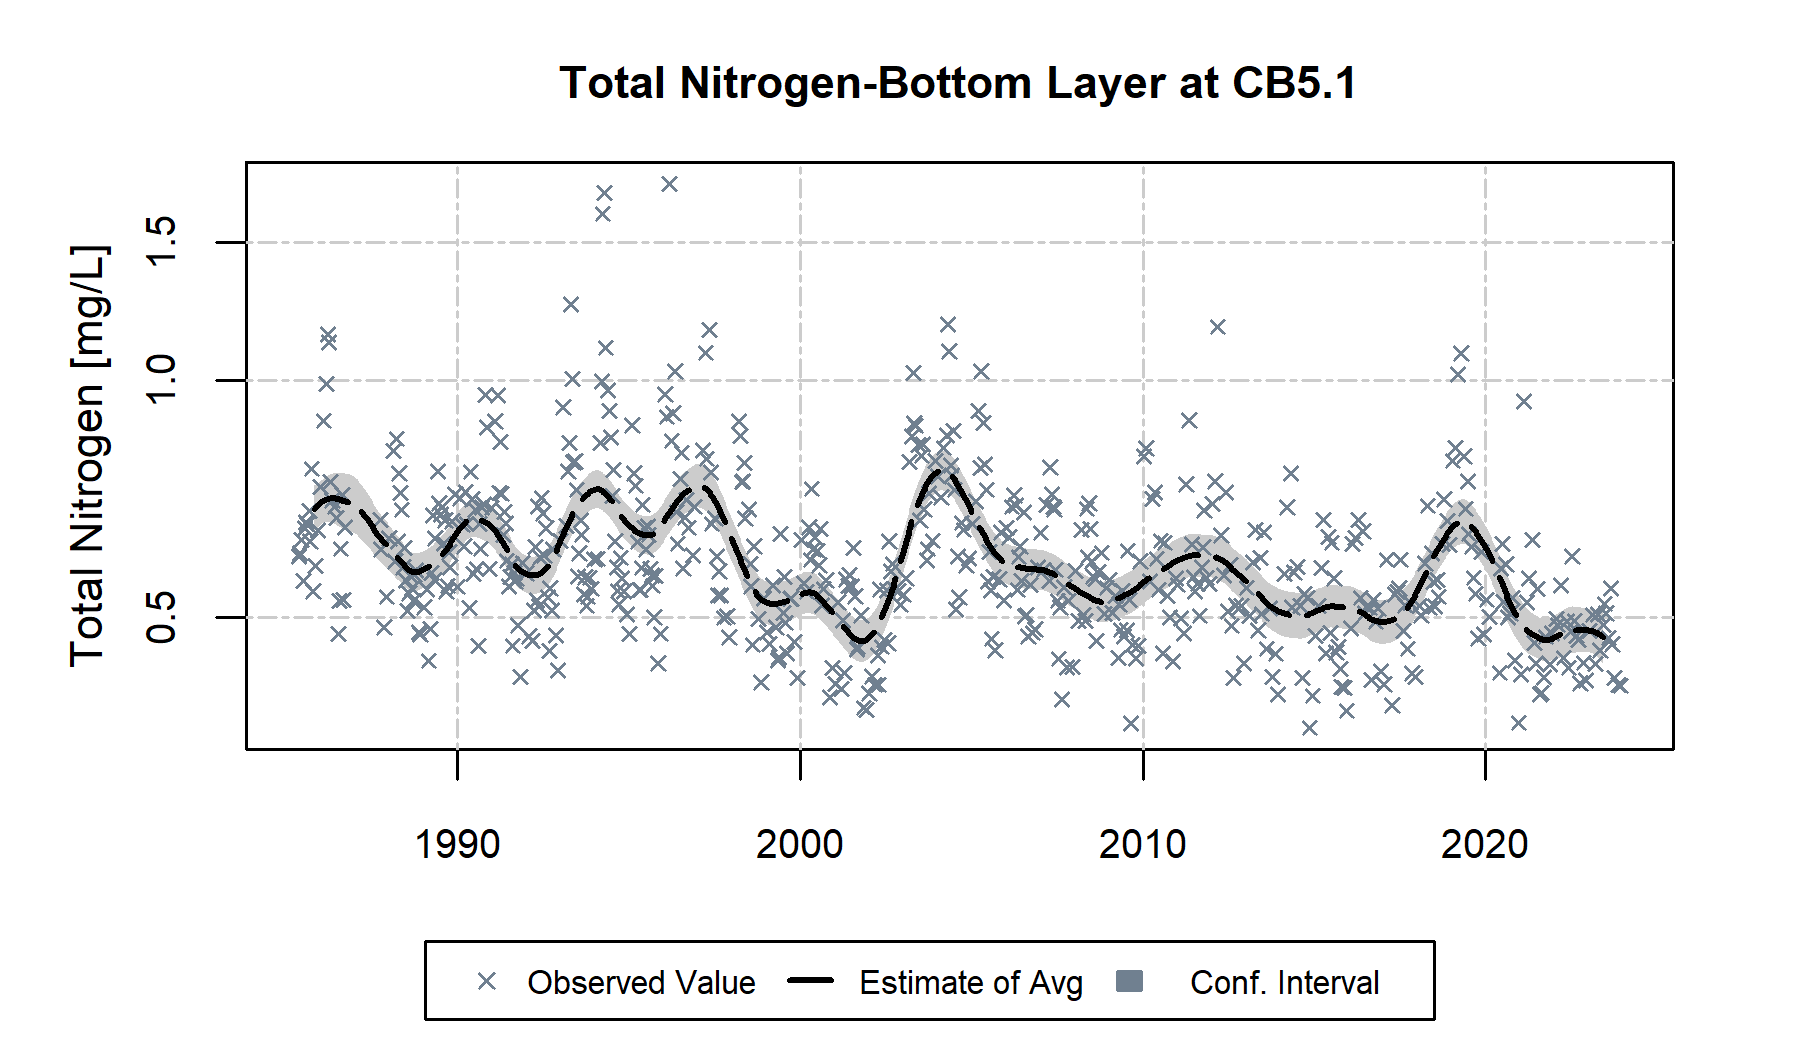 Total Nitrogen-Bottom Layer at CB5.1
Total Nitrogen [mg/L]
1.5
1.0
0.5
1990 2000 2010 2020
Observed Value Estimate of Avg Conf. Interval